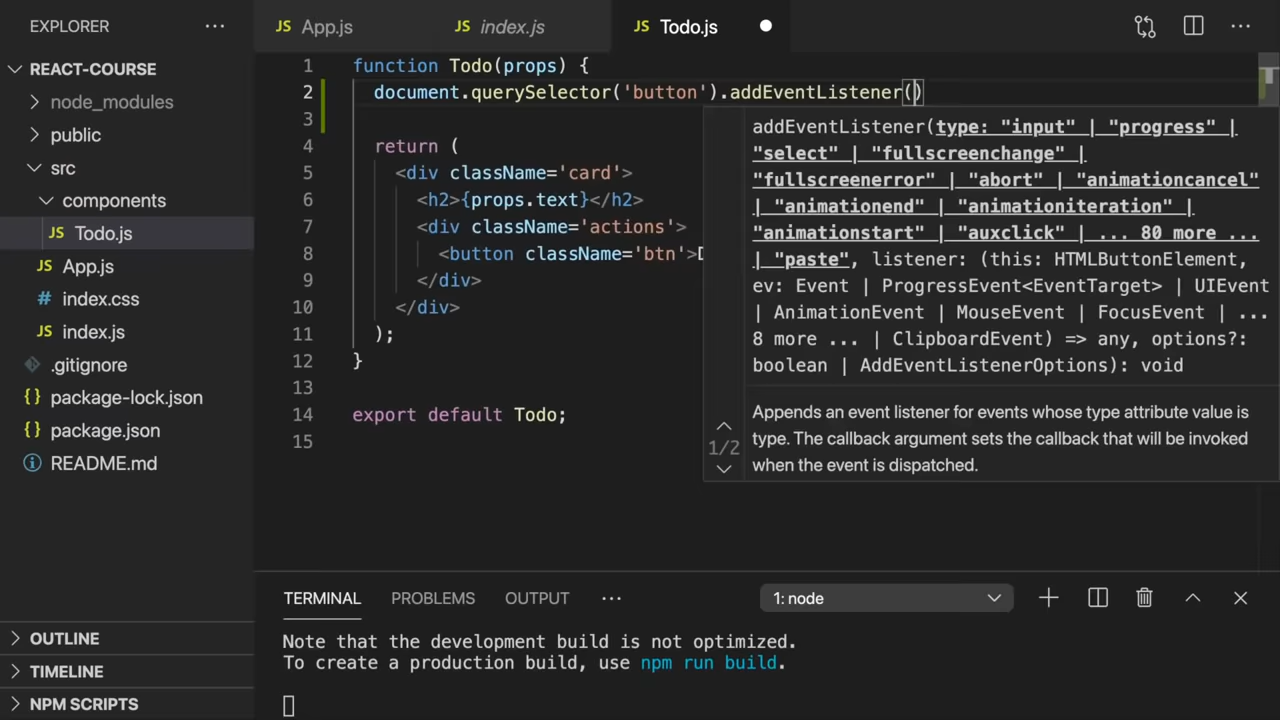 EXPLORER
···
JS App.js
JS index.js
JS Todo.js
REACT-COURSE
node_modules
public
src
components
JS Todo.js
JS App.js
# index.css
JS index.js
.gitignore
{} package-lock.json
{} package.json
README.md
OUTLINE
TIMELINE
NPM SCRIPTS
1 function Todo(props) {
2 document.querySelector('button').addEventListener()
3
4 return (
5 <div className='card'>
6 <h2>{props.text}</h2>
7 <div className='actions'>
8 <button className='btn'>
9 </div>
10 </div>
11 );
12 }
13
14 export default Todo;
15
addEventListener(type: "input" | "progress" |
"select" | "fullscreenchange" |
"fullscreenerror" | "abort" | "animationcancel"
| "animationend" | "animationiteration" |
"animationstart" | "auxclick" | ... 80 more ...
| "paste", listener: (this: HTMLButtonElement,
ev: Event | ProgressEvent<EventTarget> | UIEvent
| AnimationEvent | MouseEvent | FocusEvent | ...
8 more ... | ClipboardEvent) => any, options?:
boolean | AddEventListenerOptions): void
1/2
Appends an event listener for events whose type attribute value is
type. The callback argument sets the callback that will be invoked
when the event is dispatched.
TERMINAL PROBLEMS OUTPUT ··· 1: node
Note that the development build is not optimized.
To create a production build, use npm run build.